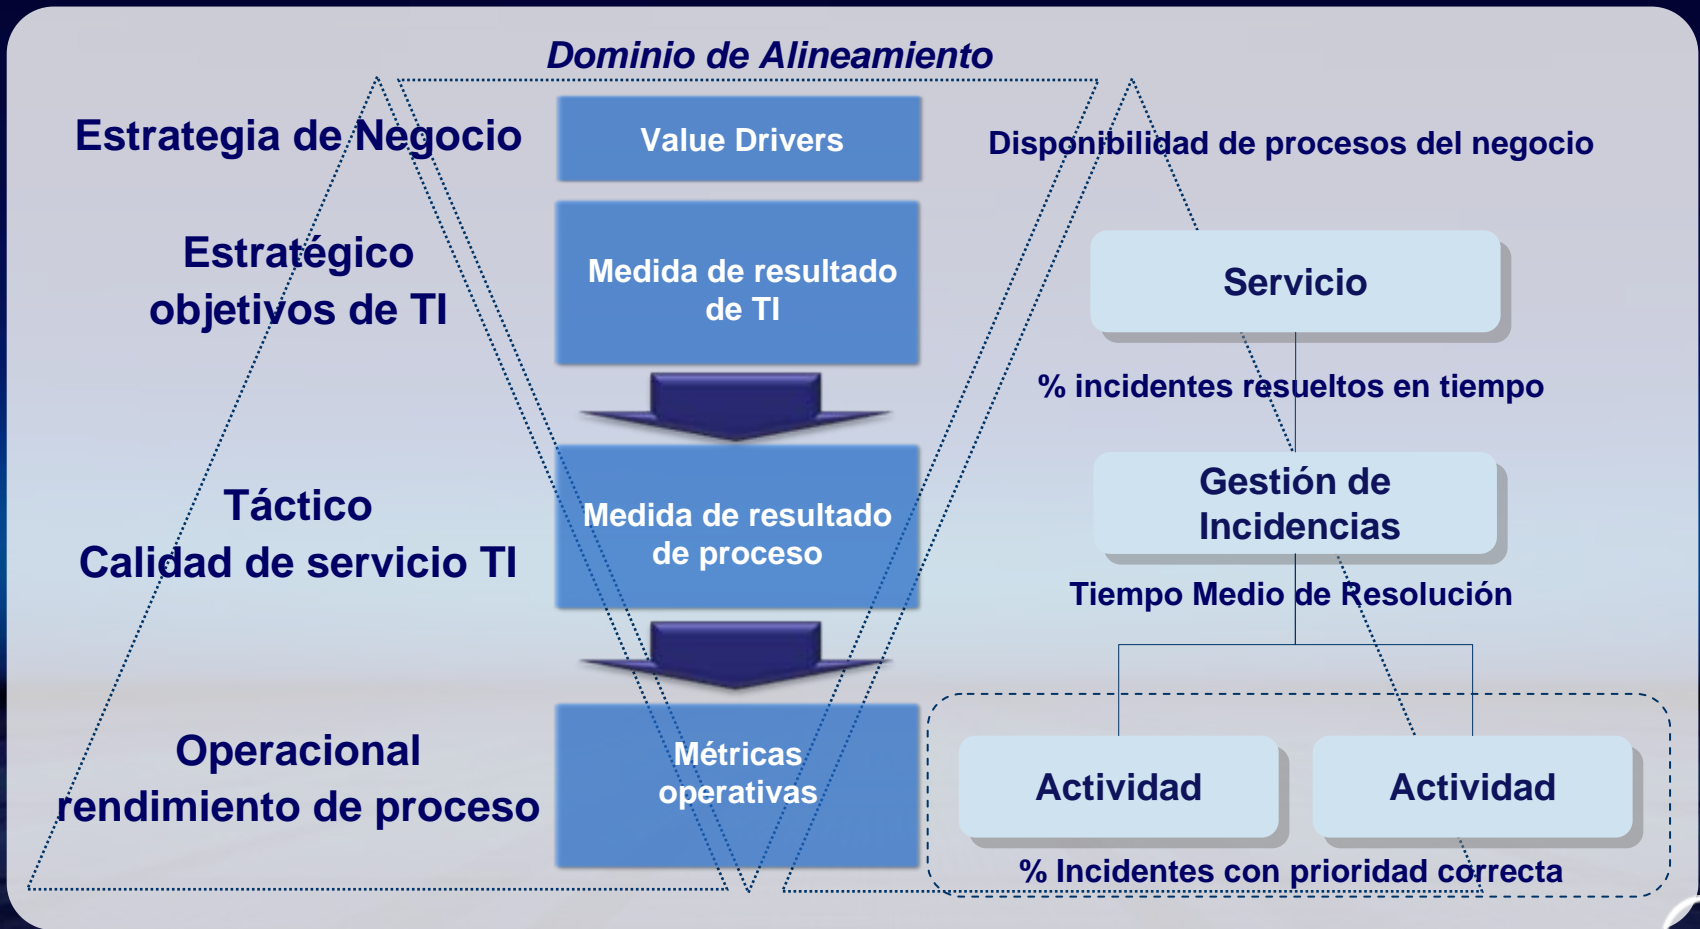 Dominio de Alineamiento
Estrategia de Negocio
Value Drivers
Disponibilidad de procesos del negocio
Estratégico
objetivos de TI
Medida de resultado
de TI
Servicio
% incidentes resueltos en tiempo
Táctico
Calidad de servicio TI
Medida de resultado
de proceso
Gestión de
Incidencias
Tiempo Medio de Resolución
Operacional
rendimiento de proceso
Métricas
operativas
Actividad
Actividad
% Incidentes con prioridad correcta